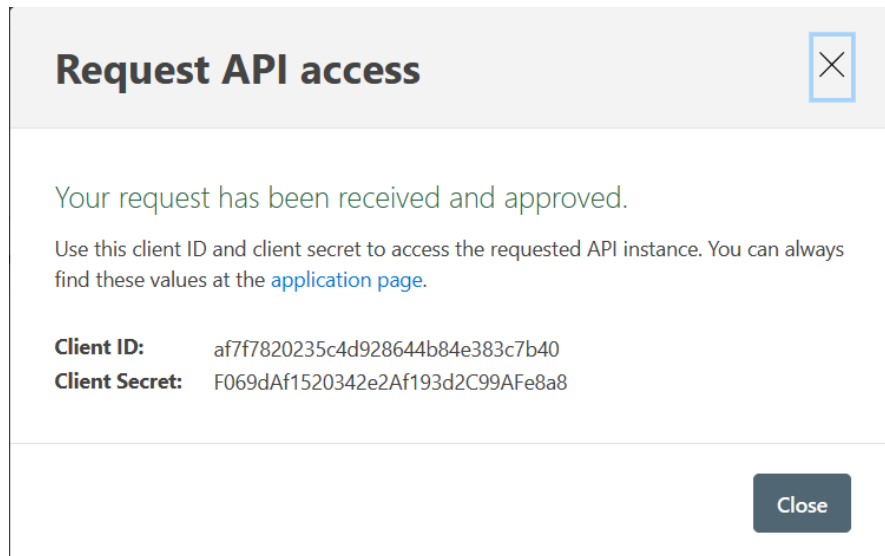 Request API access
Your request has been received and approved.
Use this client ID and client secret to access the requested API instance. You can always
find these values at the application page.
Client ID: af7f7820235c4d928644b84e383c7b40
Client Secret: F069dAf1520342e2Af193d2C99AFe8a8
Close